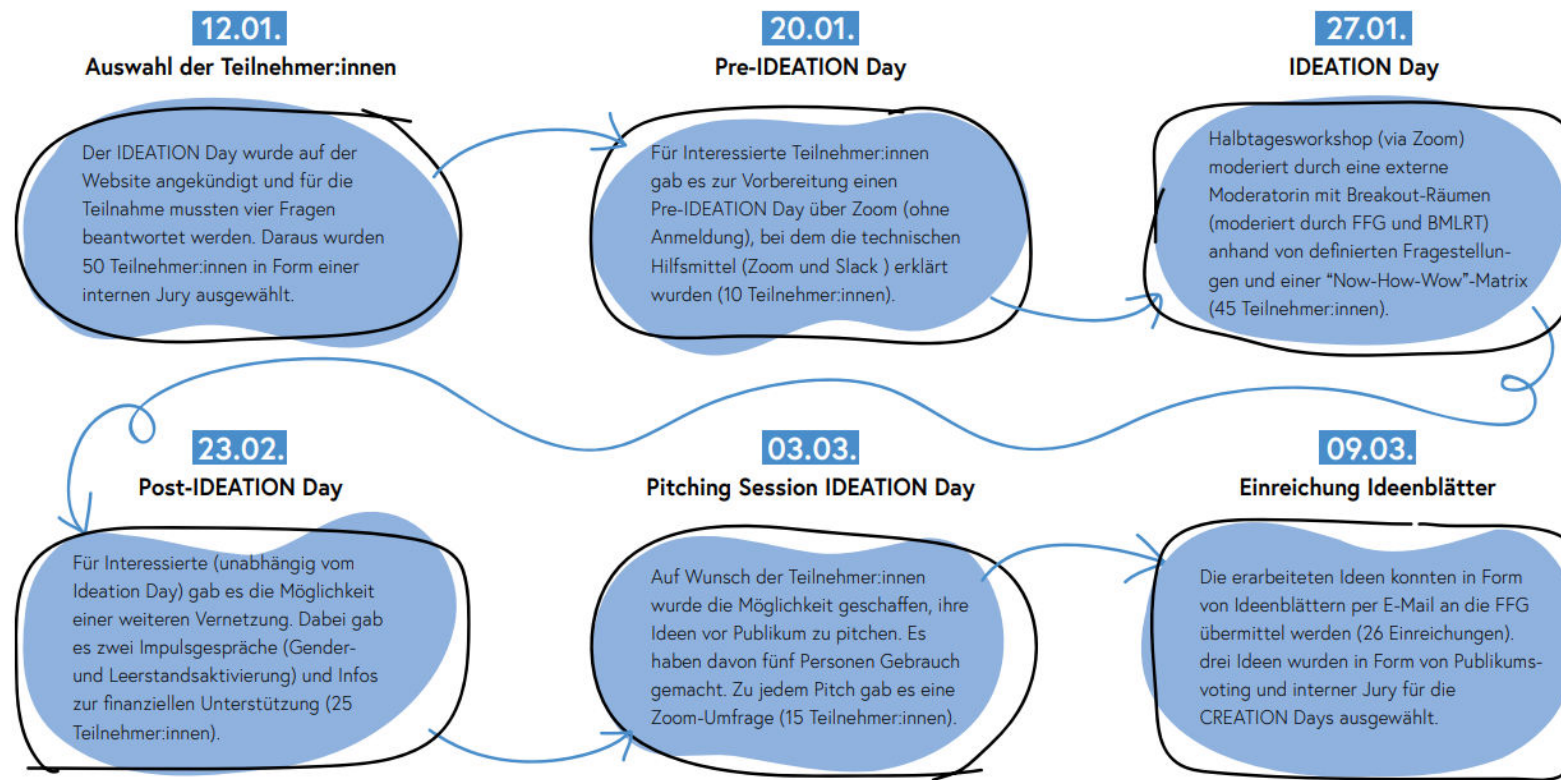 12.01.
Auswahl der Teilnehmer:innen
Der IDEATION Day wurde auf der
Website angekündigt und für die
Teilnahme mussten vier Fragen
beantwortet werden. Daraus wurden
50 Teilnehmer:innen in Form einer
internen Jury ausgewählt.
20.01.
Pre-IDEATION Day
Für Interessierte Teilnehmer:innen
gab es zur Vorbereitung einen
Pre-IDEATION Day über Zoom (ohne
Anmeldung), bei dem die technischen
Hilfsmittel (Zoom und Slack ) erklärt
wurden (10 Teilnehmer:innen).
27.01.
IDEATION Day
Halbtagesworkshop (via Zoom)
moderiert durch eine externe
Moderatorin mit Breakout-Räumen
(moderiert durch FFG und BMLRT)
anhand von definierten Fragestellun-
gen und einer “Now-How-Wow”-Matrix
(45 Teilnehmer:innen).
23.02.
Post-IDEATION Day
Für Interessierte (unabhängig vom
Ideation Day) gab es die Möglichkeit
einer weiteren Vernetzung. Dabei gab
es zwei Impulsgespräche (Gender-
und Leerstandsaktivierung) und Infos
zur finanziellen Unterstützung (25
Teilnehmer:innen).
03.03.
Pitching Session IDEATION Day
Auf Wunsch der Teilnehmer:innen
wurde die Möglichkeit geschaffen, ihre
Ideen vor Publikum zu pitchen. Es
haben davon fünf Personen Gebrauch
gemacht. Zu jedem Pitch gab es eine
Zoom-Umfrage (15 Teilnehmer:innen).
09.03.
Einreichung Ideenblätter
Die erarbeiteten Ideen konnten in Form
von Ideenblättern per E-Mail an die FFG
übermittel werden (26 Einreichungen).
drei Ideen wurden in Form von Publikums-
voting und interner Jury für die
CREATION Days ausgewählt.